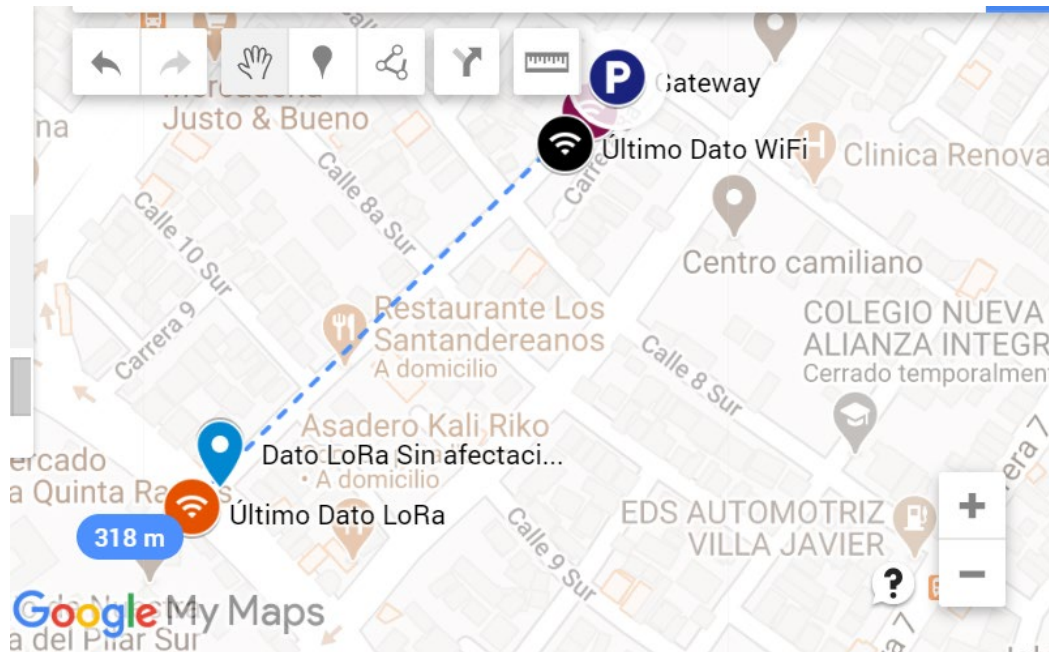 Justo & Bueno
Gateway
Último Dato WiFi
Clinica Renova
Calle 8a Sur
Calle 10 Sur
Centro camiliano
Carrera 9
Restaurante Los
Santandereanos
A domicilio
COLEGIO NUEVA
ALIANZA INTEGR
Cerrado temporalmen
Calle 8 Sur
Asadero Kali Riko
Dato LoRa Sin afectaci...
• A domicilio
ercado
a Quinta Ra
Último Dato LoRa
318 m
EDS AUTOMOTRIZ
VILLA JAVIER
Calle 9 Sur
rera 7
Google My Maps
a del Pilar Sur